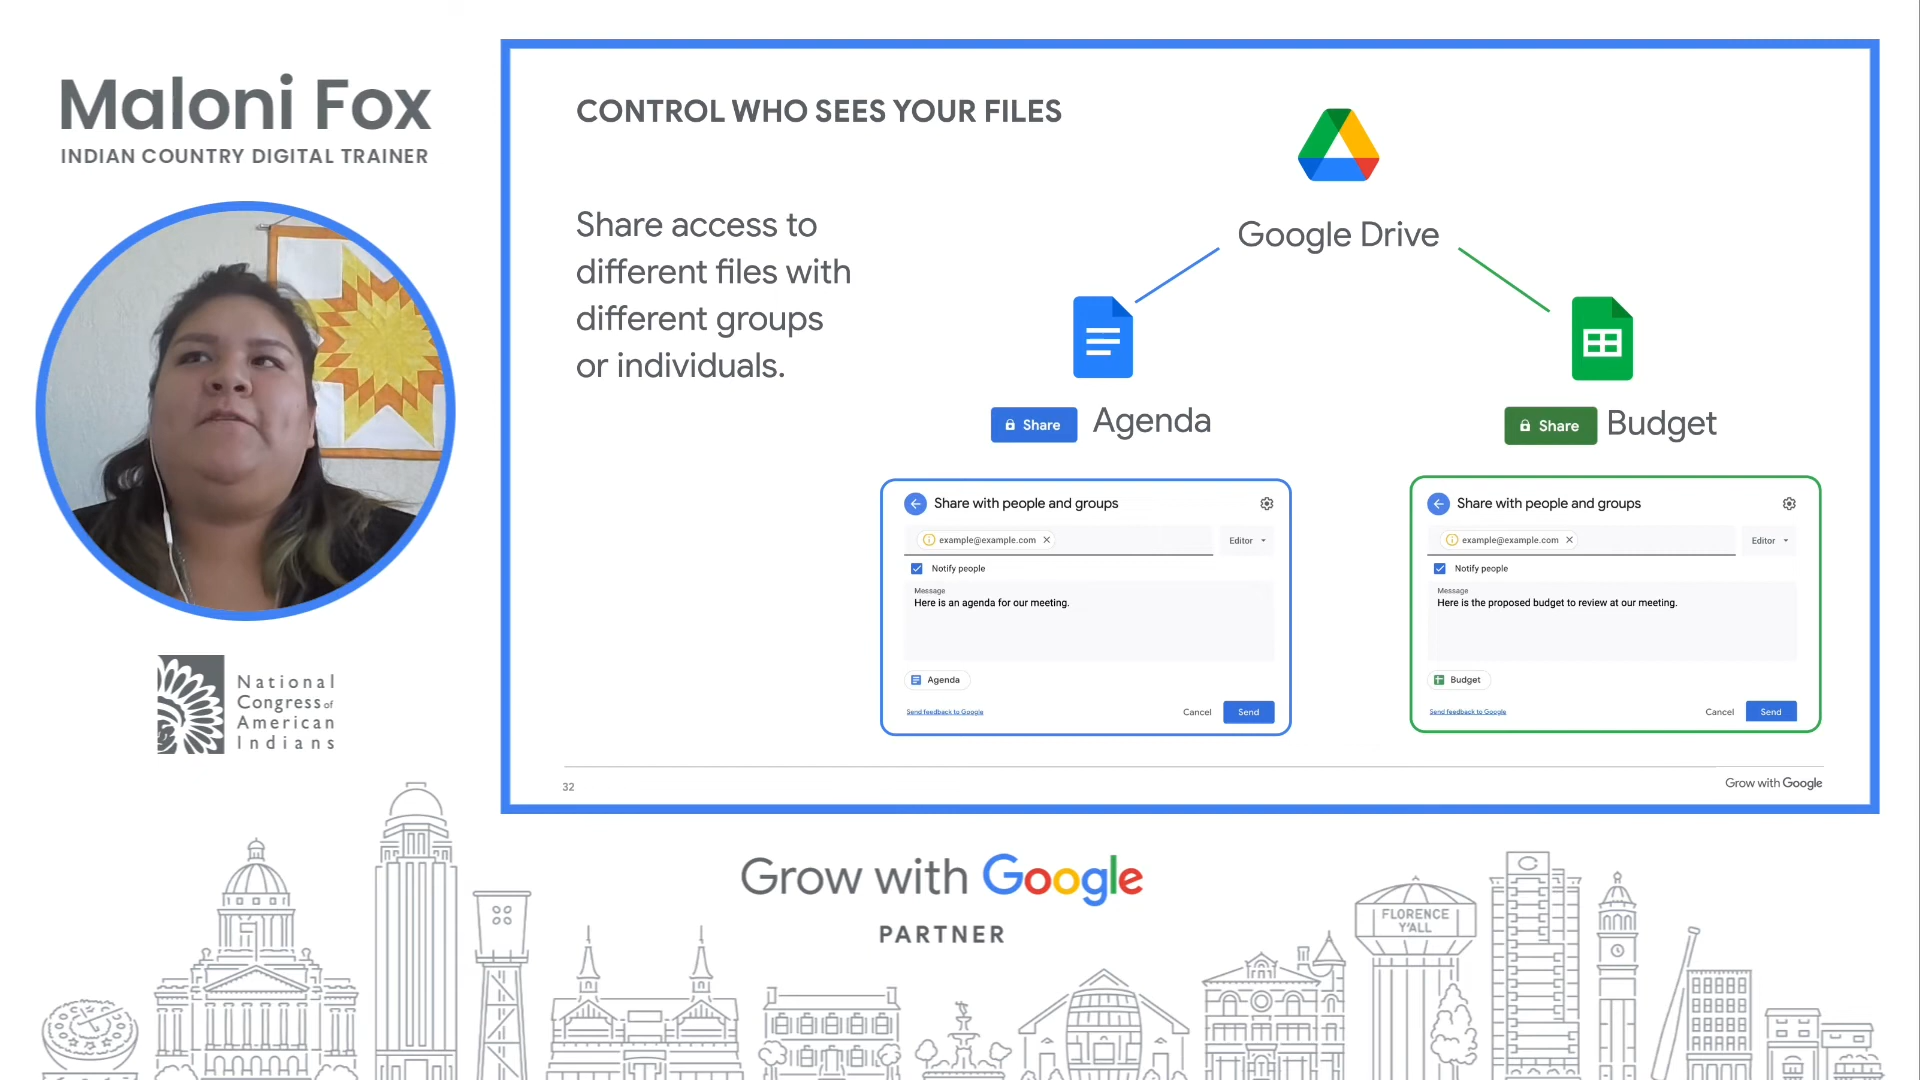 Maloni Fox
INDIAN COUNTRY DIGITAL TRAINER
National
Congress of
American
Indians
CONTROL WHO SEES YOUR FILES
Share access to
different files with
different groups
or individuals.
Google Drive
Share Agenda
Share Budget
Share with people and groups
example@example.com
Editor
Notify people
Message
Here is an agenda for our meeting.
Agenda
Send feedback to Google
Cancel
Send
Share with people and groups
example@example.com
Editor
Notify people
Message
Here is the proposed budget to review at our meeting.
Budget
Send feedback to Google
Cancel
Send
32
Grow with Google
Grow with Google
PARTNER
FLORENCE
Y'ALL
C